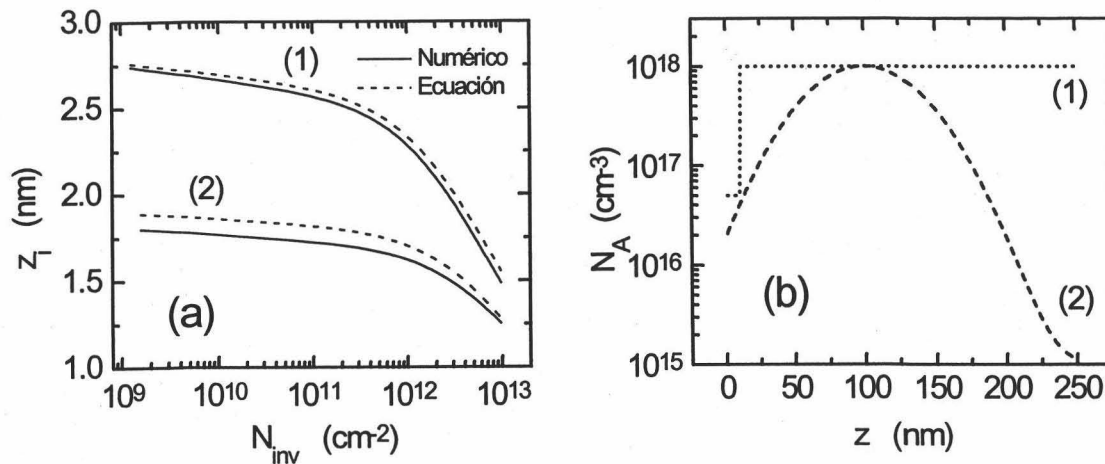 3.0
2.5
2.0
1.5
1.0
z_i (nm)
(1)
Numérico
Ecuación
(2)
(a)
10^9 10^10 10^11 10^12 10^13
N_inv (cm^-2)
10^18
10^17
10^16
10^15
N_A (cm^-3)
(1)
(b)
(2)
0 50 100 150 200 250
z (nm)